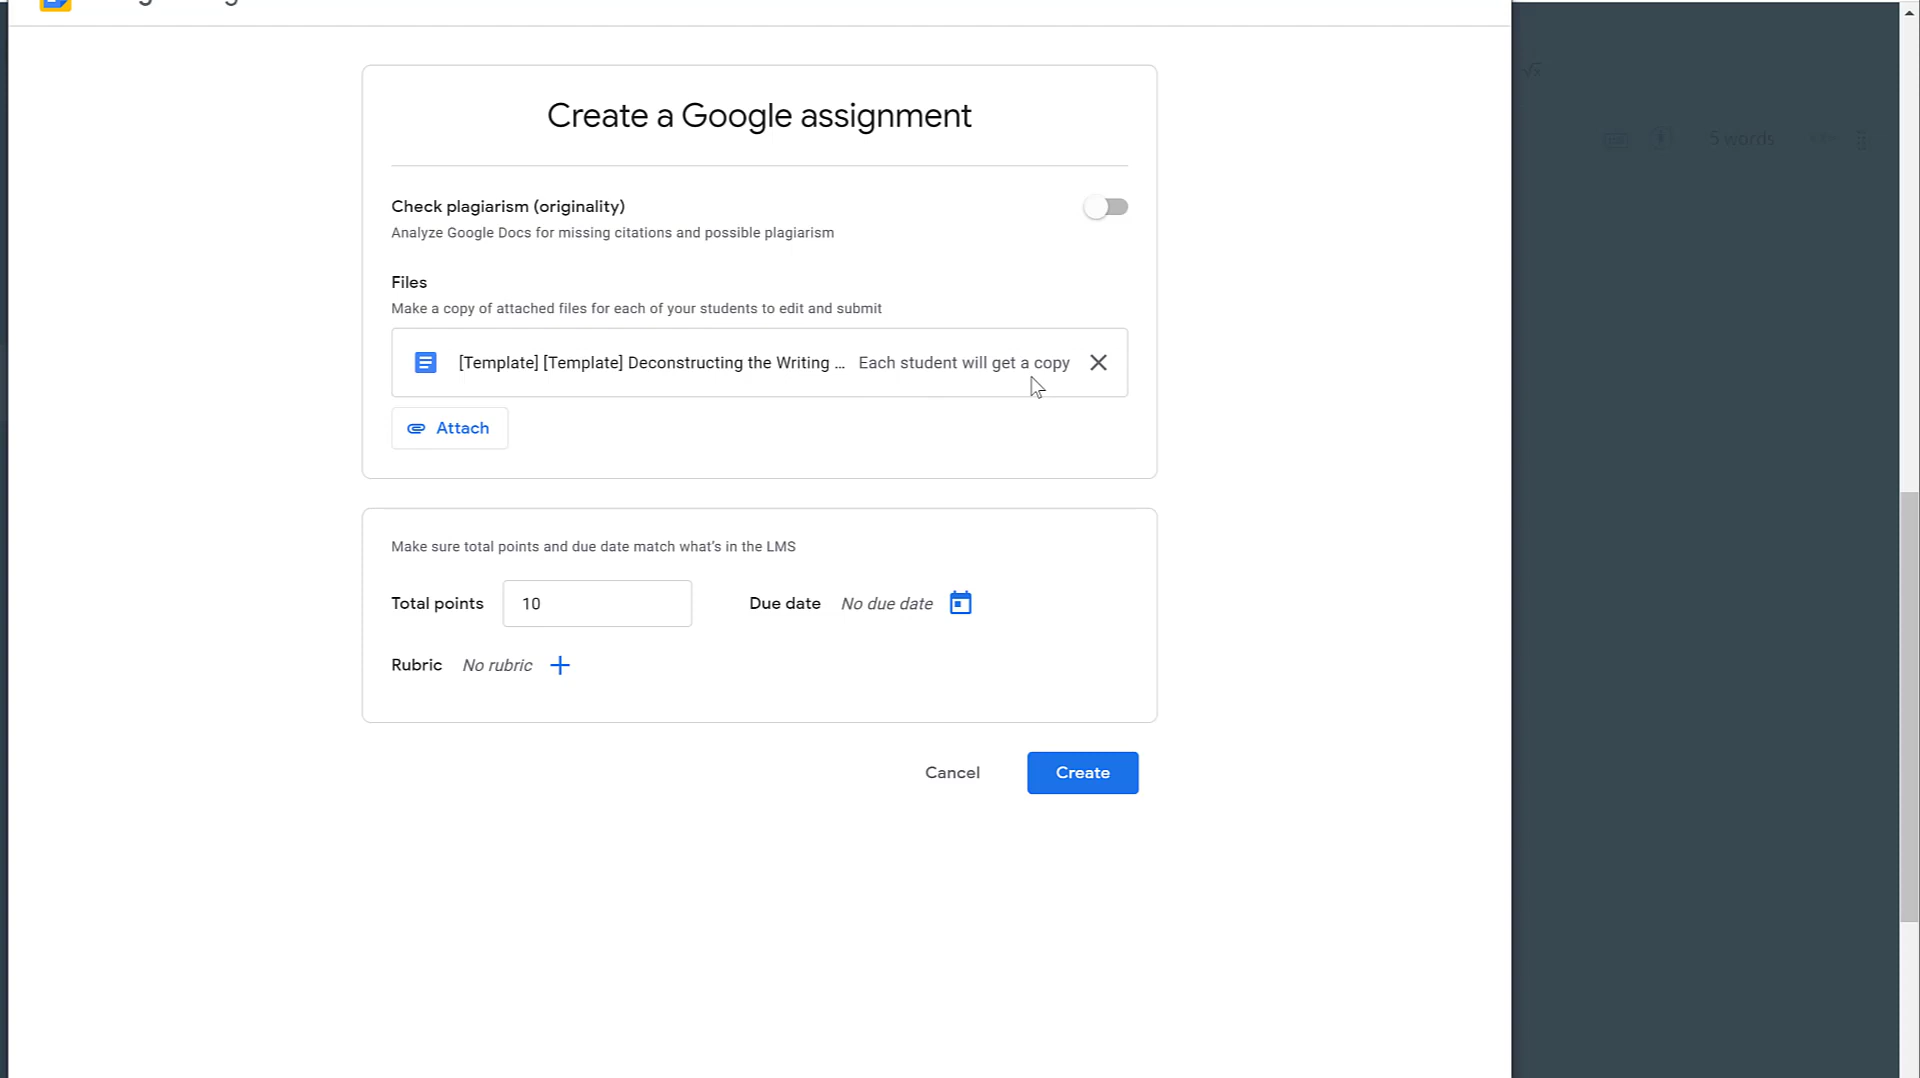 Create a Google assignment
Check plagiarism (originality)
Analyze Google Docs for missing citations and possible plagiarism
Files
Make a copy of attached files for each of your students to edit and submit
[Template] [Template] Deconstructing the Writing ... Each student will get a copy
Attach
Make sure total points and due date match what's in the LMS
Total points 10 Due date No due date
Rubric No rubric
Cancel Create
5 words